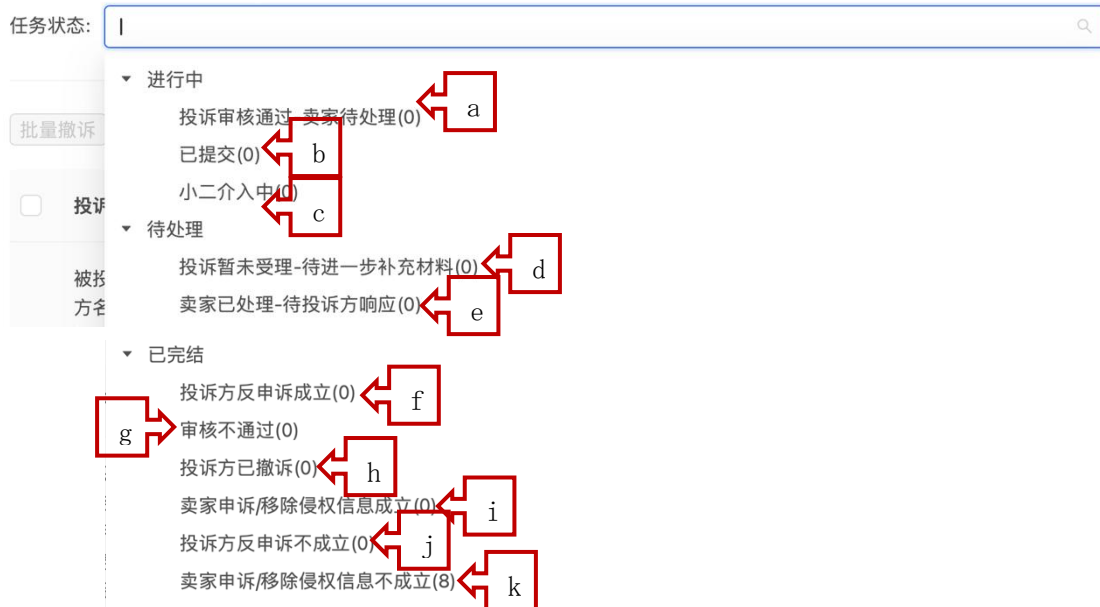 任务状态:
进行中
投诉审核通过-卖家待处理(0)
a
批量撤诉
已提交(0)
b
小二介入中(0)
c
投诉
待处理
投诉暂未受理-待进一步补充材料(0)
d
被投
方名
卖家已处理-待投诉方响应(0)
e
已完结
投诉方反申诉成立(0)
f
g
审核不通过(0)
投诉方已撤诉(0)
h
卖家申诉/移除侵权信息成立(0)
i
投诉方反申诉不成立(0)
j
卖家申诉/移除侵权信息不成立(8)
k